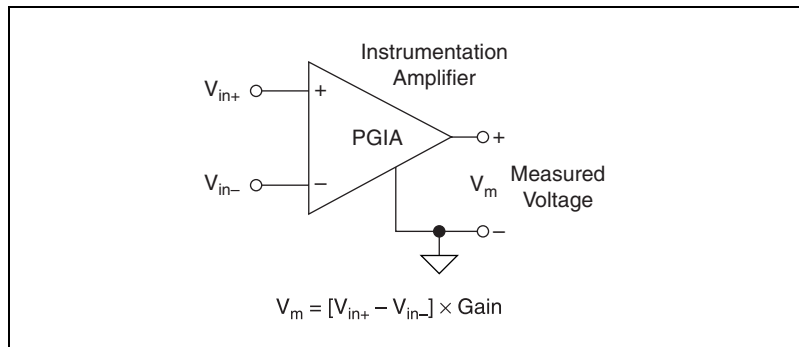 Instrumentation
Amplifier
V_in+
+
PGIA
+
V_in–
–
V_m
Measured
Voltage
–
V_m = [V_in+ – V_in–] × Gain